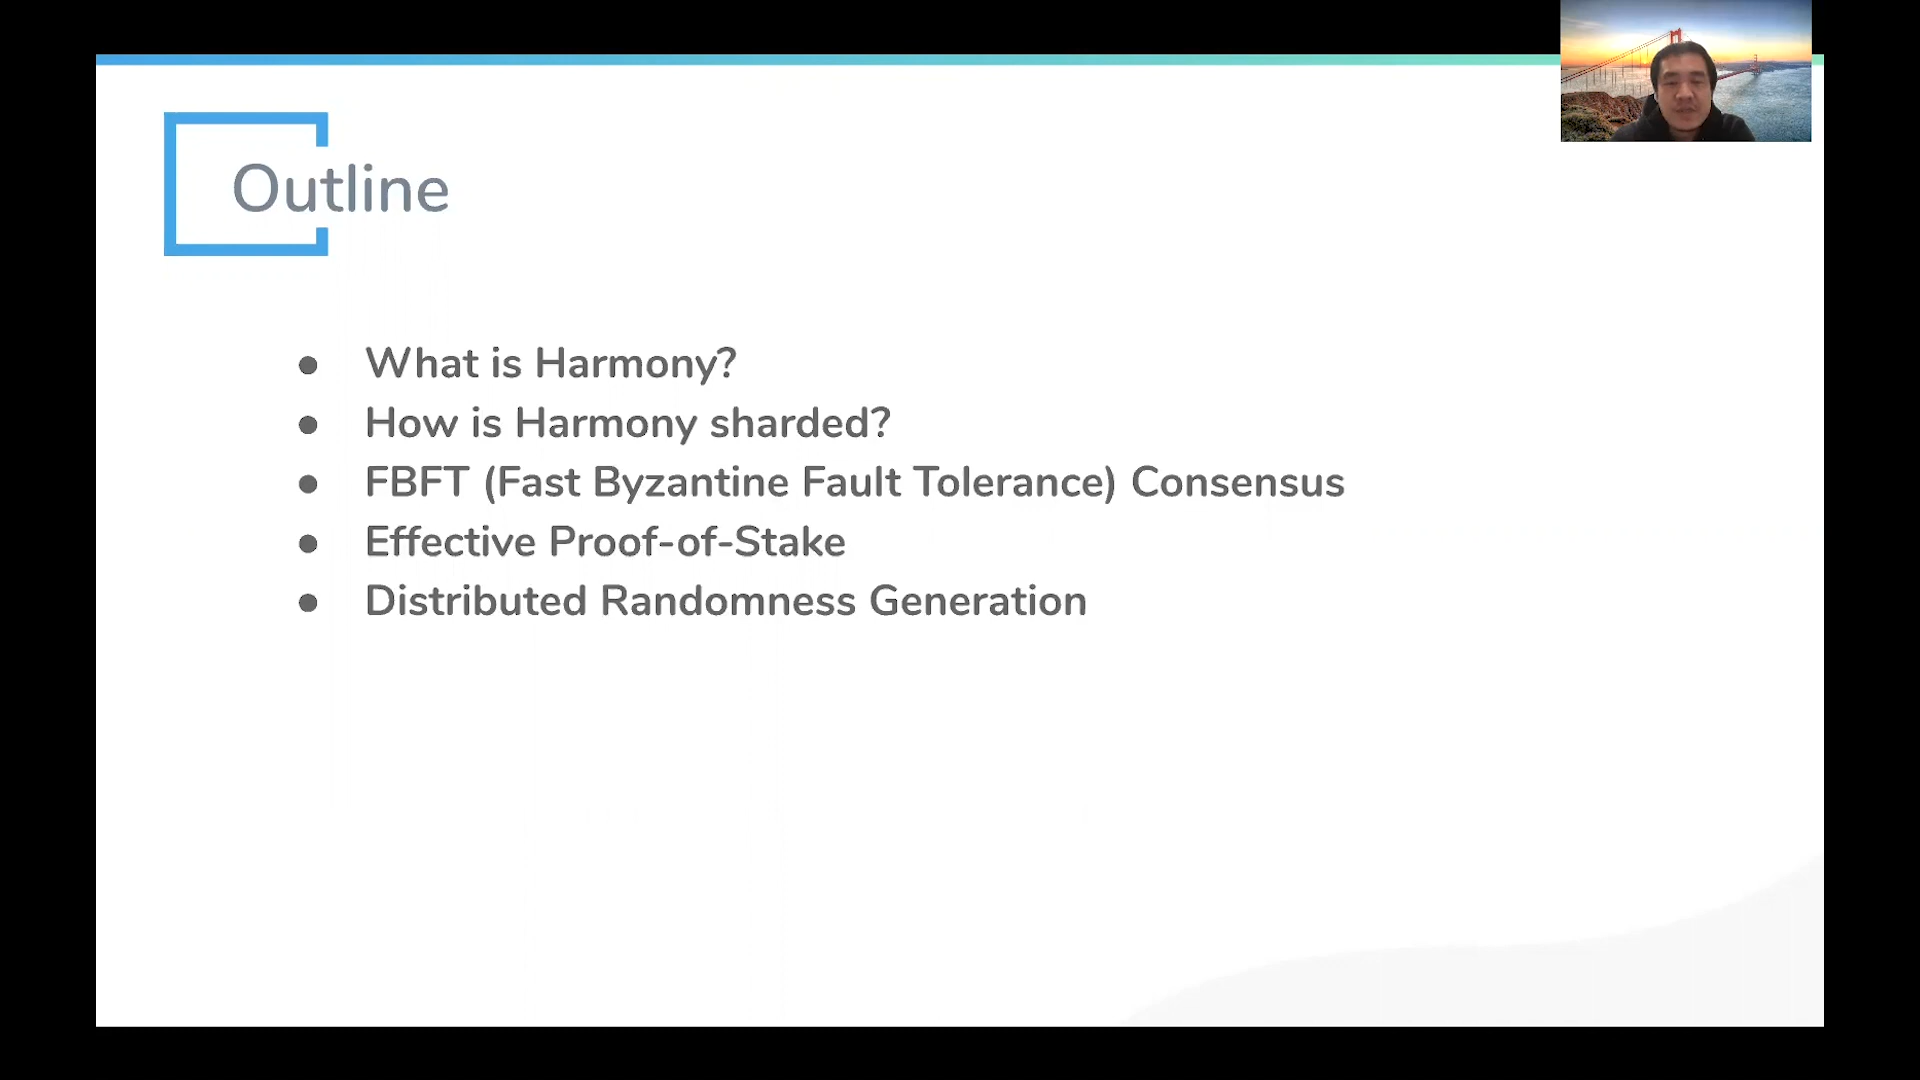 Outline
● What is Harmony?
● How is Harmony sharded?
● FBFT (Fast Byzantine Fault Tolerance) Consensus
● Effective Proof-of-Stake
● Distributed Randomness Generation